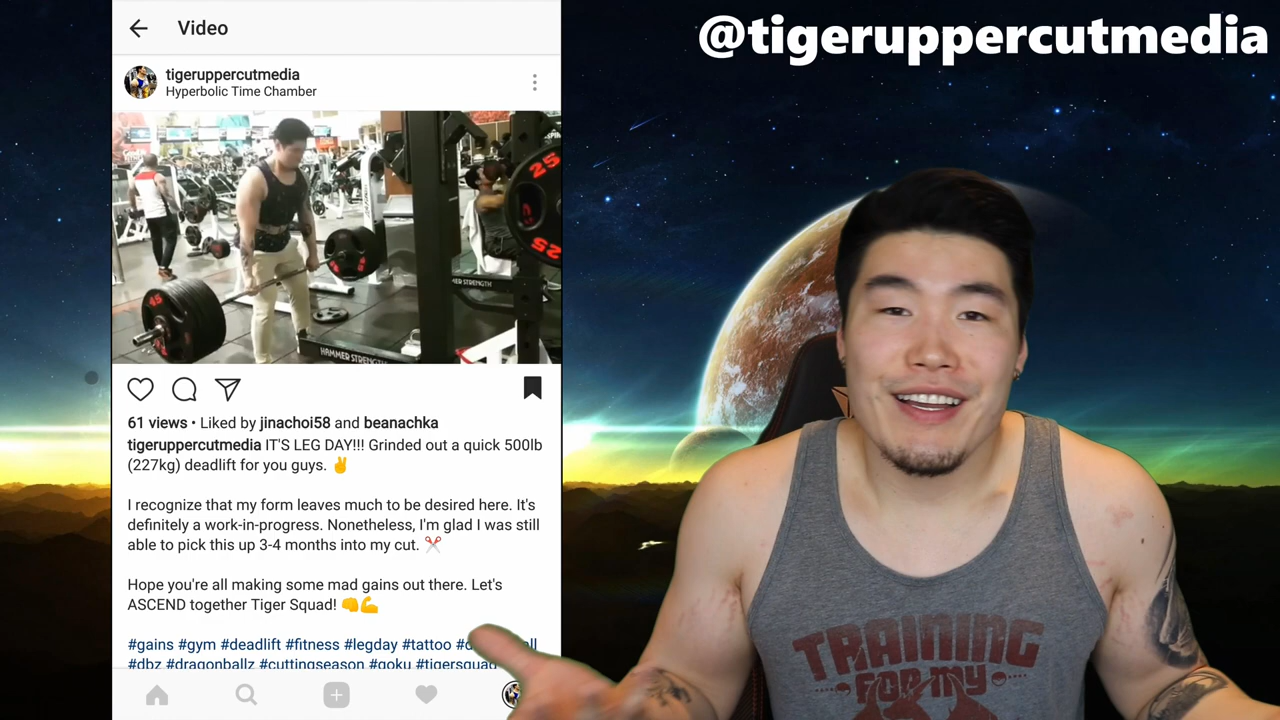 Video
@tigeruppercutmedia
tigeruppercutmedia
Hyperbolic Time Chamber
25
25
45
HAMMER STRENGTH
61 views • Liked by jinachoi58 and beanachka
tigeruppercutmedia IT'S LEG DAY!!! Grinded out a quick 500lb
(227kg) deadlift for you guys. ✌️
I recognize that my form leaves much to be desired here. It's
definitely a work-in-progress. Nonetheless, I'm glad I was still
able to pick this up 3-4 months into my cut. ✂️
Hope you're all making some mad gains out there. Let's
ASCEND together Tiger Squad! 👊💪
#gains #gym #deadlift #fitness #legday #tattoo
#dbz #dragonballz #cuttingseason #goku #tigersquad
TRAINING
FOR MY